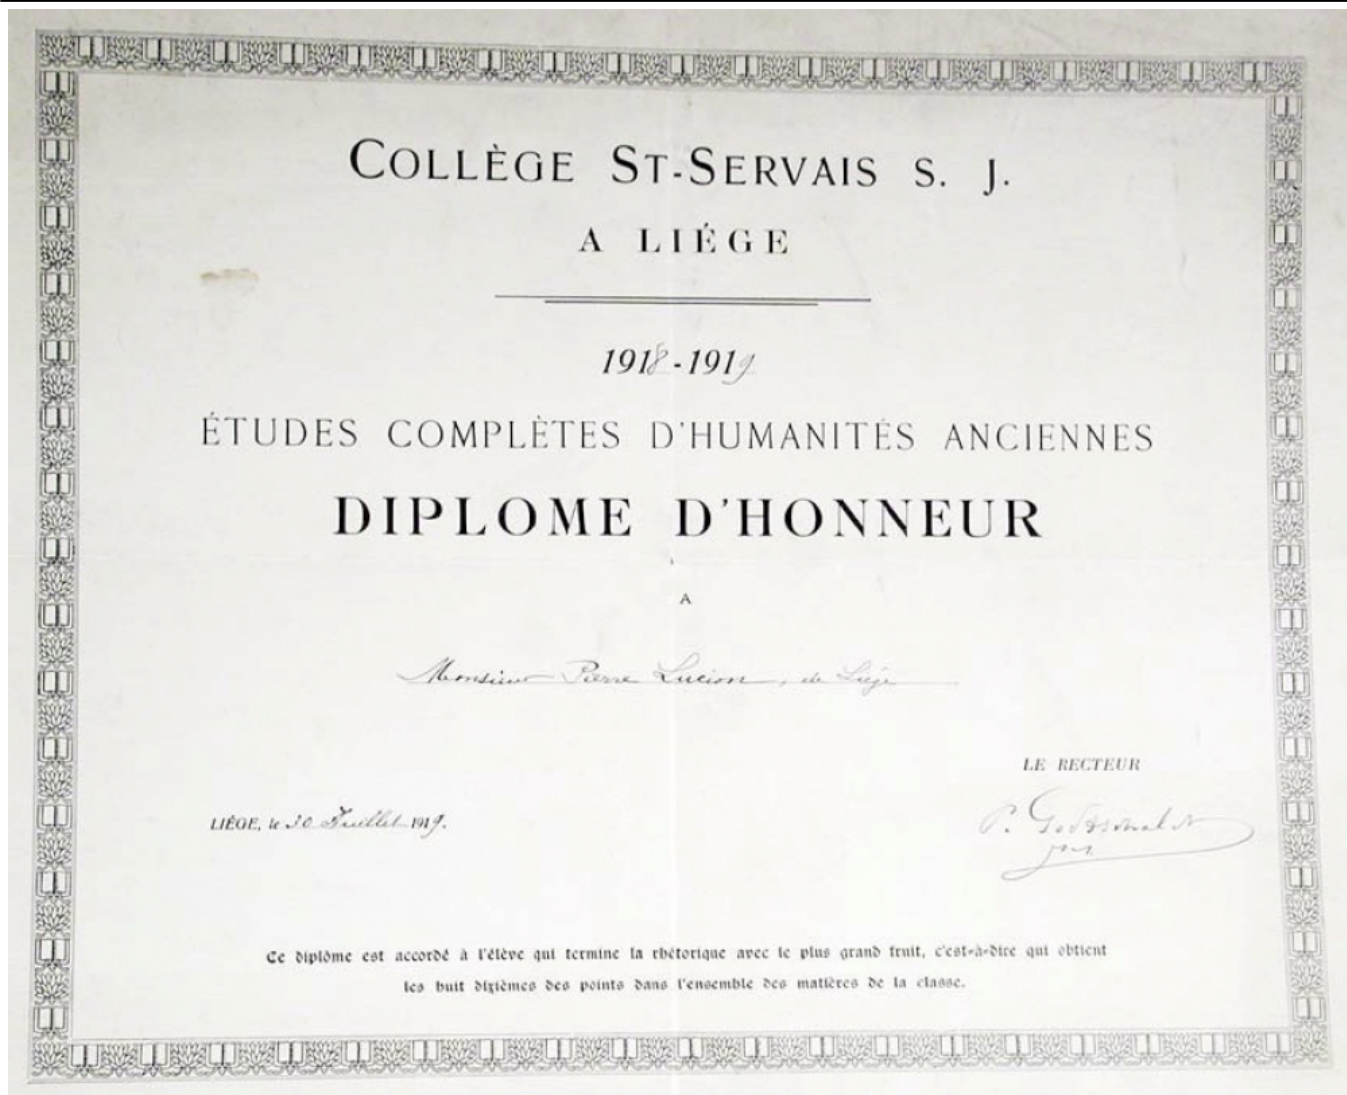 COLLÈGE ST-SERVAIS S. J.
A LIÉGE
1918-1919
ÉTUDES COMPLÈTES D'HUMANITÉS ANCIENNES
DIPLOME D'HONNEUR
A
Monsieur Pierre Lucion, de Liége
LE RECTEUR
LIÉGE, le 30 Juillet 1919.
P.
Ce diplôme est accordé à l'élève qui termine la rhétorique avec le plus grand fruit, c'est-à-dire qui obtient
les huit dixièmes des points dans l'ensemble des matières de la classe.